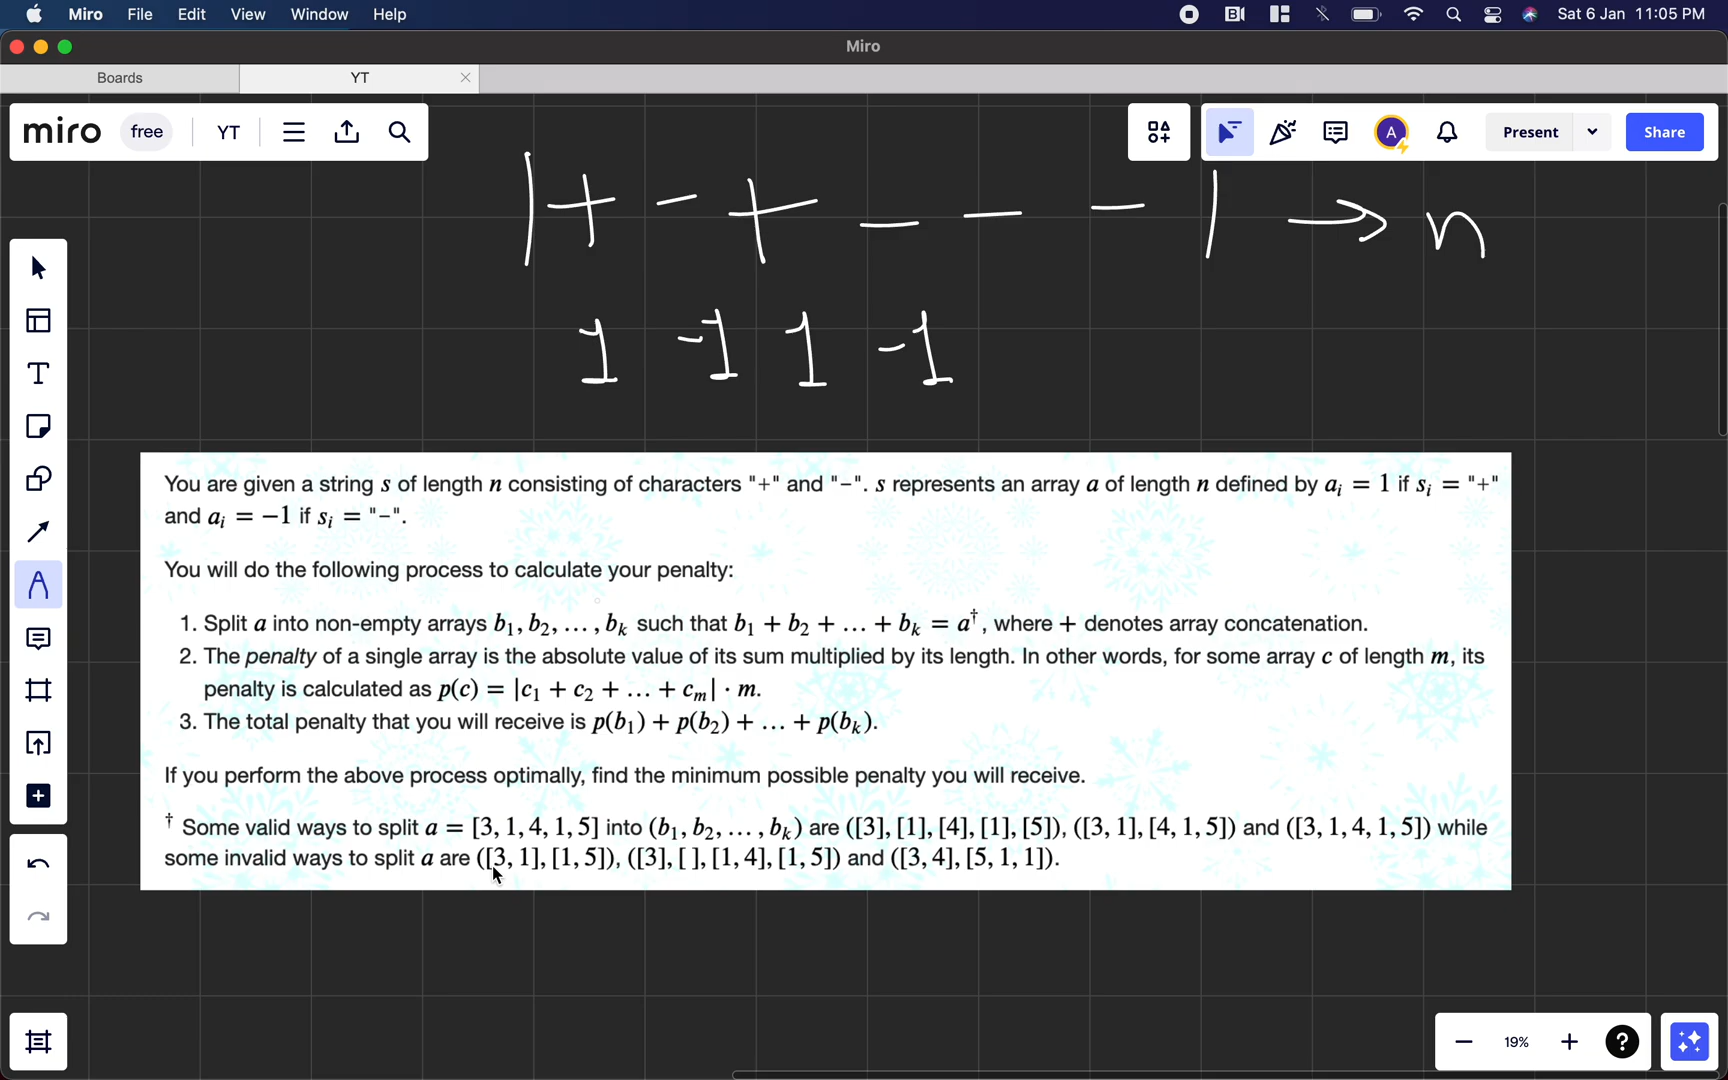 Miro File Edit View Window Help Sat 6 Jan 11:05 PM
Miro
Boards YT
miro free YT Present Share
|+ - + - - - | → n
1 -1 1 -1
You are given a string s of length n consisting of characters "+" and "−". s represents an array a of length n defined by aᵢ = 1 if sᵢ = "+"
and aᵢ = −1 if sᵢ = "−".
You will do the following process to calculate your penalty:
1. Split a into non-empty arrays b₁, b₂, …, bₖ such that b₁ + b₂ + … + bₖ = a†, where + denotes array concatenation.
2. The penalty of a single array is the absolute value of its sum multiplied by its length. In other words, for some array c of length m, its
penalty is calculated as p(c) = |c₁ + c₂ + … + cₘ| · m.
3. The total penalty that you will receive is p(b₁) + p(b₂) + … + p(bₖ).
If you perform the above process optimally, find the minimum possible penalty you will receive.
† Some valid ways to split a = [3, 1, 4, 1, 5] into (b₁, b₂, …, bₖ) are ([3], [1], [4], [1], [5]), ([3, 1], [4, 1, 5]) and ([3, 1, 4, 1, 5]) while
some invalid ways to split a are ([3, 1], [1, 5]), ([3], [ ], [1, 4], [1, 5]) and ([3, 4], [5, 1, 1]).
19%